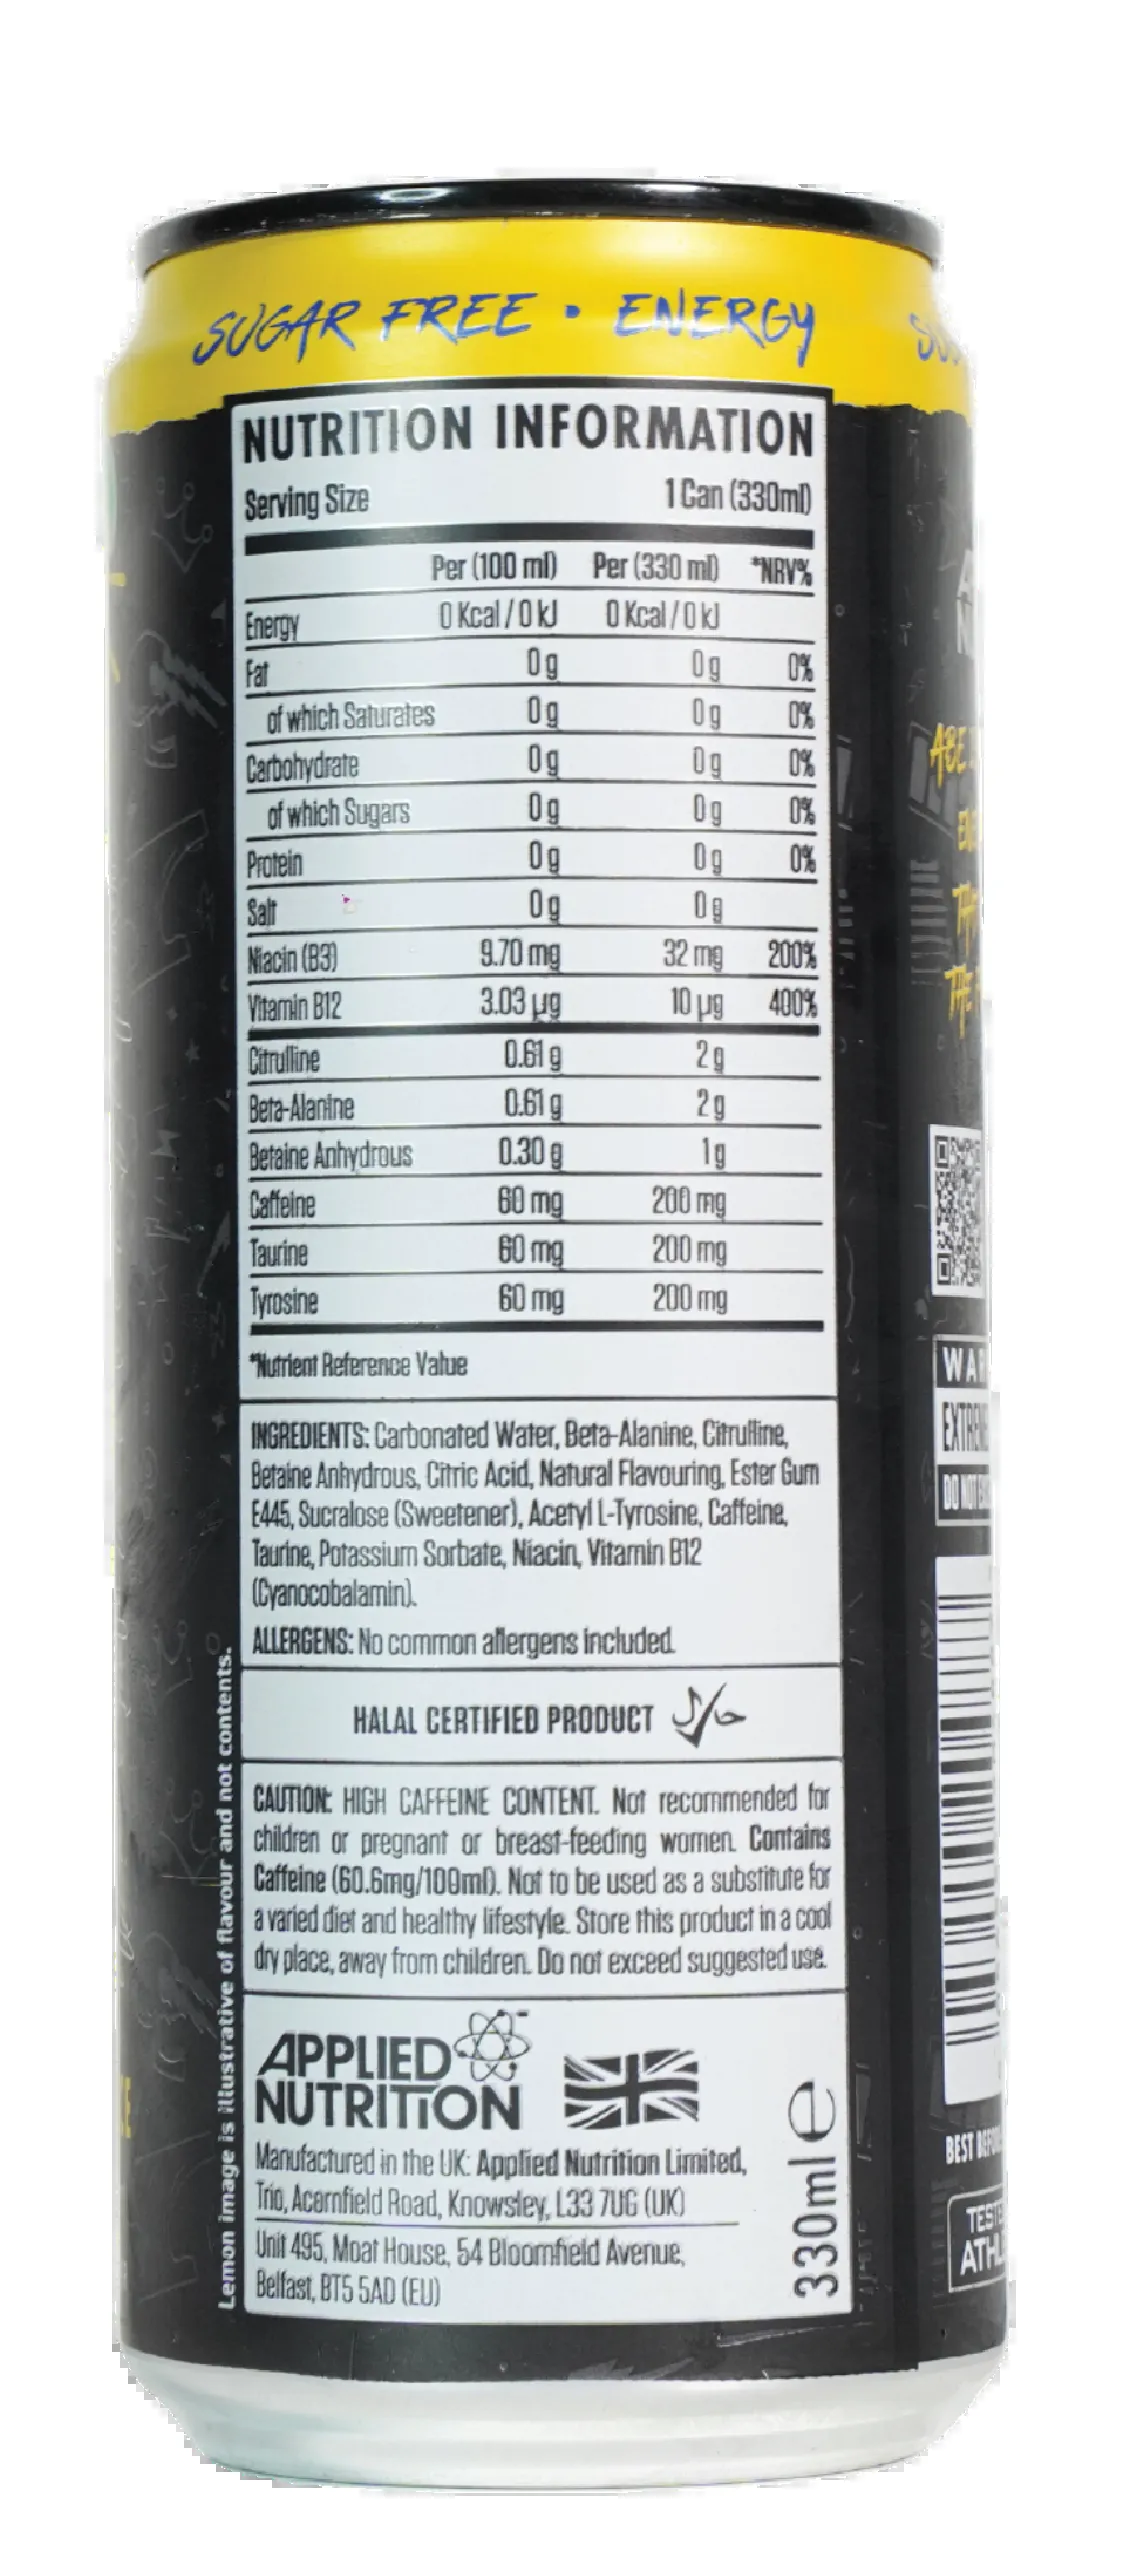 SUGAR FREE • ENERGY
NUTRITION INFORMATION
Serving Size 1 Can (330ml)
Per (100 ml) Per (330 ml) *NRV%
Energy 0 Kcal / 0 kJ 0 Kcal / 0 kJ
Fat 0 g 0 g 0%
of which Saturates 0 g 0 g 0%
Carbohydrate 0 g 0 g 0%
of which Sugars 0 g 0 g 0%
Protein 0 g 0 g 0%
Salt 0 g 0 g
Niacin (B3) 9.70 mg 32 mg 200%
Vitamin B12 3.03 µg 10 µg 400%
Citrulline 0.61 g 2 g
Beta-Alanine 0.61 g 2 g
Betaine Anhydrous 0.30 g 1 g
Caffeine 60 mg 200 mg
Taurine 60 mg 200 mg
Tyrosine 60 mg 200 mg
*Nutrient Reference Value
INGREDIENTS: Carbonated Water, Beta-Alanine, Citrulline,
Betaine Anhydrous, Citric Acid, Natural Flavouring, Ester Gum
E445, Sucralose (Sweetener), Acetyl L-Tyrosine, Caffeine,
Taurine, Potassium Sorbate, Niacin, Vitamin B12
(Cyanocobalamin).
ALLERGENS: No common allergens included.
HALAL CERTIFIED PRODUCT
CAUTION: HIGH CAFFEINE CONTENT. Not recommended for
children or pregnant or breast-feeding women. Contains
Caffeine (60.6mg/100ml). Not to be used as a substitute for
a varied diet and healthy lifestyle. Store this product in a cool
dry place, away from children. Do not exceed suggested use.
APPLIED
NUTRITION
Manufactured in the UK: Applied Nutrition Limited,
Trio, Acornfield Road, Knowsley, L33 7UG (UK)
Unit 495, Moat House, 54 Bloomfield Avenue,
Belfast, BT5 5AD (EU)
330ml e
Lemon image is illustrative of flavour and not contents.
ABE
THE
BEST